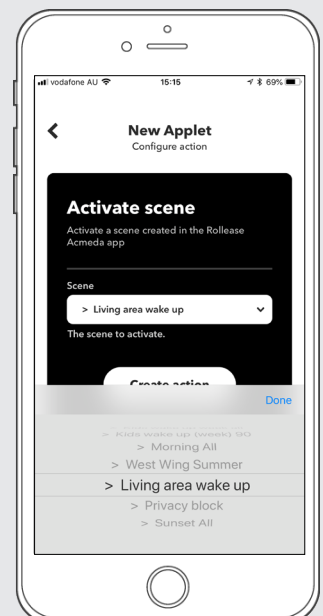 vodafone AU 15:15 69%
New Applet
Configure action
Activate scene
Activate a scene created in the Rollease
Acmeda app
Scene
> Living area wake up
The scene to activate.
Create action
Done
> Kids wake up (week) 90
> Morning All
> West Wing Summer
> Living area wake up
> Privacy block
> Sunset All